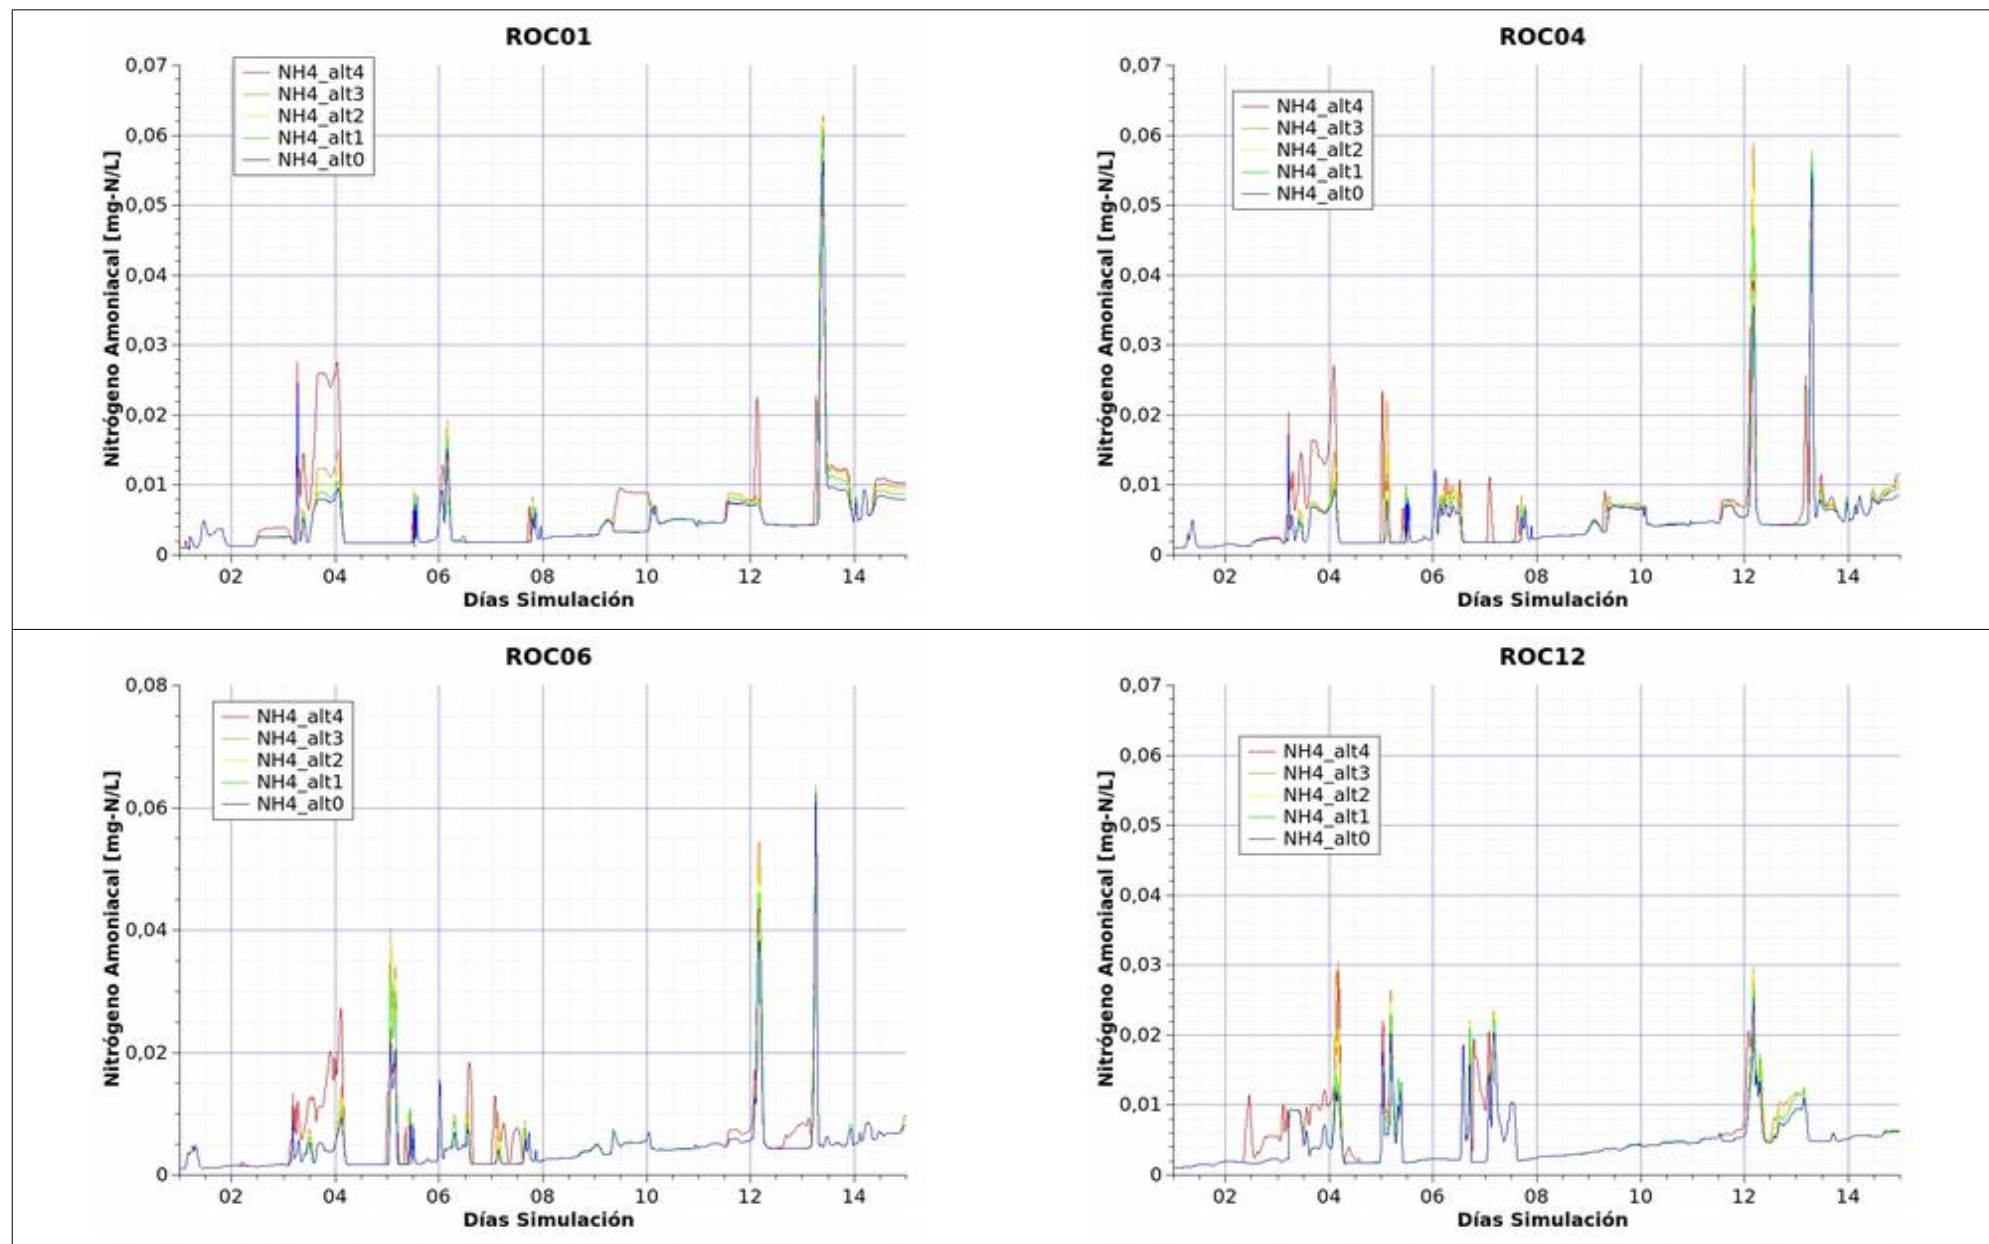 ROC01
NH4_alt4
NH4_alt3
NH4_alt2
NH4_alt1
NH4_alt0
Nitrógeno Amoniacal [mg-N/L]
0,07
0,06
0,05
0,04
0,03
0,02
0,01
0
02 04 06 08 10 12 14
Días Simulación
ROC04
NH4_alt4
NH4_alt3
NH4_alt2
NH4_alt1
NH4_alt0
Nitrógeno Amoniacal [mg-N/L]
0,07
0,06
0,05
0,04
0,03
0,02
0,01
0
02 04 06 08 10 12 14
Días Simulación
ROC06
NH4_alt4
NH4_alt3
NH4_alt2
NH4_alt1
NH4_alt0
Nitrógeno Amoniacal [mg-N/L]
0,08
0,06
0,04
0,02
0
02 04 06 08 10 12 14
Días Simulación
ROC12
NH4_alt4
NH4_alt3
NH4_alt2
NH4_alt1
NH4_alt0
Nitrógeno Amoniacal [mg-N/L]
0,07
0,06
0,05
0,04
0,03
0,02
0,01
0
02 04 06 08 10 12 14
Días Simulación